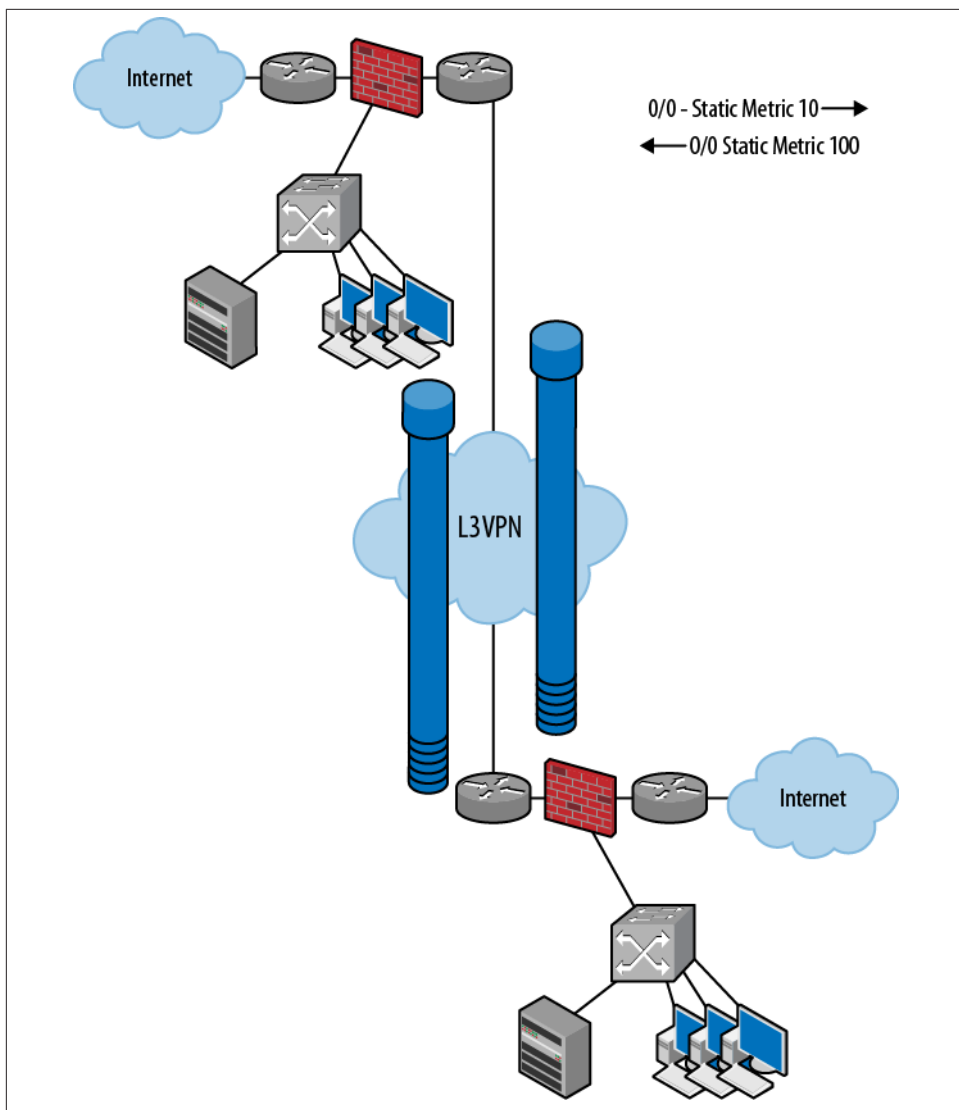 Internet
0/0 - Static Metric 10
0/0 Static Metric 100
L3VPN
Internet